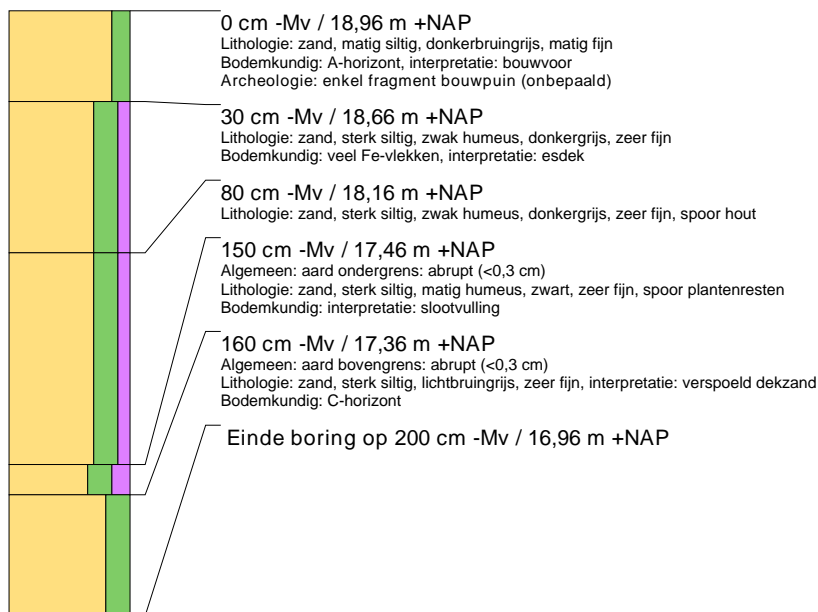 0 cm -Mv / 18,96 m +NAP
Lithologie: zand, matig siltig, donkerbruingrijs, matig fijn
Bodemkundig: A-horizont, interpretatie: bouwvoor
Archeologie: enkel fragment bouwpuin (onbepaald)
30 cm -Mv / 18,66 m +NAP
Lithologie: zand, sterk siltig, zwak humeus, donkergrijs, zeer fijn
Bodemkundig: veel Fe-vlekken, interpretatie: esdek
80 cm -Mv / 18,16 m +NAP
Lithologie: zand, sterk siltig, zwak humeus, donkergrijs, zeer fijn, spoor hout
150 cm -Mv / 17,46 m +NAP
Algemeen: aard ondergrens: abrupt (<0,3 cm)
Lithologie: zand, sterk siltig, matig humeus, zwart, zeer fijn, spoor plantenresten
Bodemkundig: interpretatie: slootvulling
160 cm -Mv / 17,36 m +NAP
Algemeen: aard bovengrens: abrupt (<0,3 cm)
Lithologie: zand, sterk siltig, lichtbruingrijs, zeer fijn, interpretatie: verspoeld dekzand
Bodemkundig: C-horizont
Einde boring op 200 cm -Mv / 16,96 m +NAP